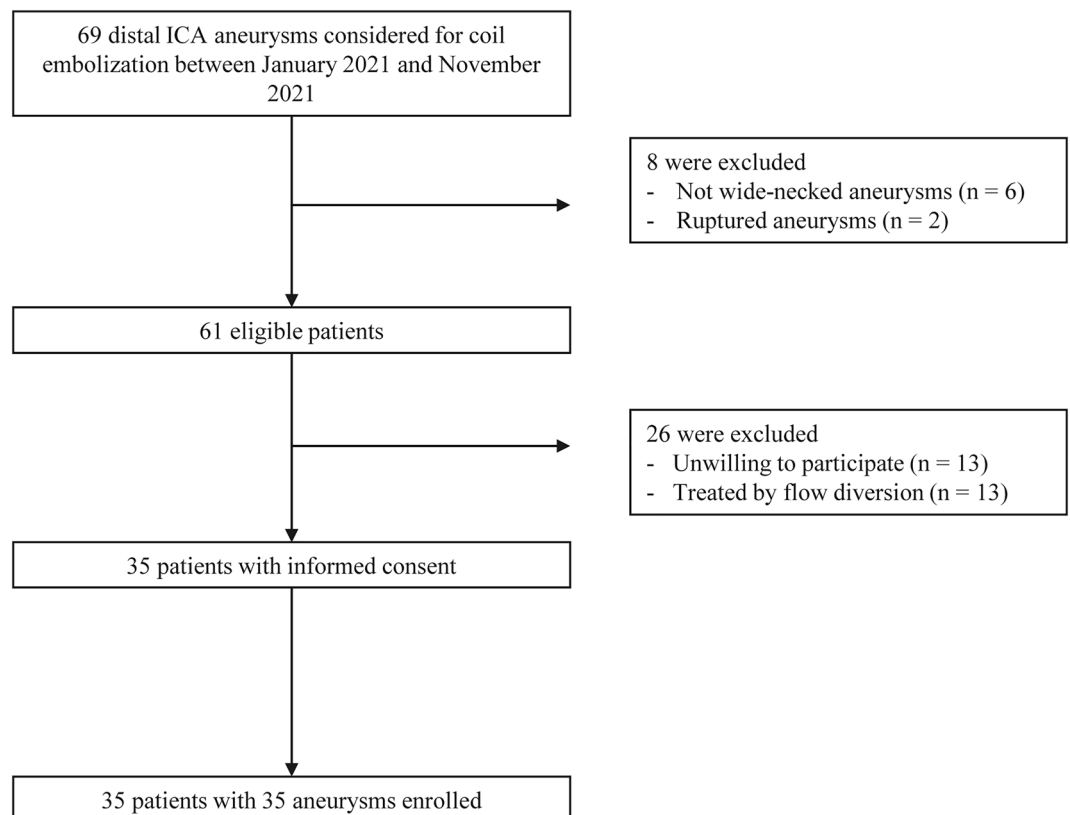 69 distal ICA aneurysms considered for coil
embolization between January 2021 and November
2021
8 were excluded
- Not wide-necked aneurysms (n = 6)
- Ruptured aneurysms (n = 2)
61 eligible patients
26 were excluded
- Unwilling to participate (n = 13)
- Treated by flow diversion (n = 13)
35 patients with informed consent
35 patients with 35 aneurysms enrolled